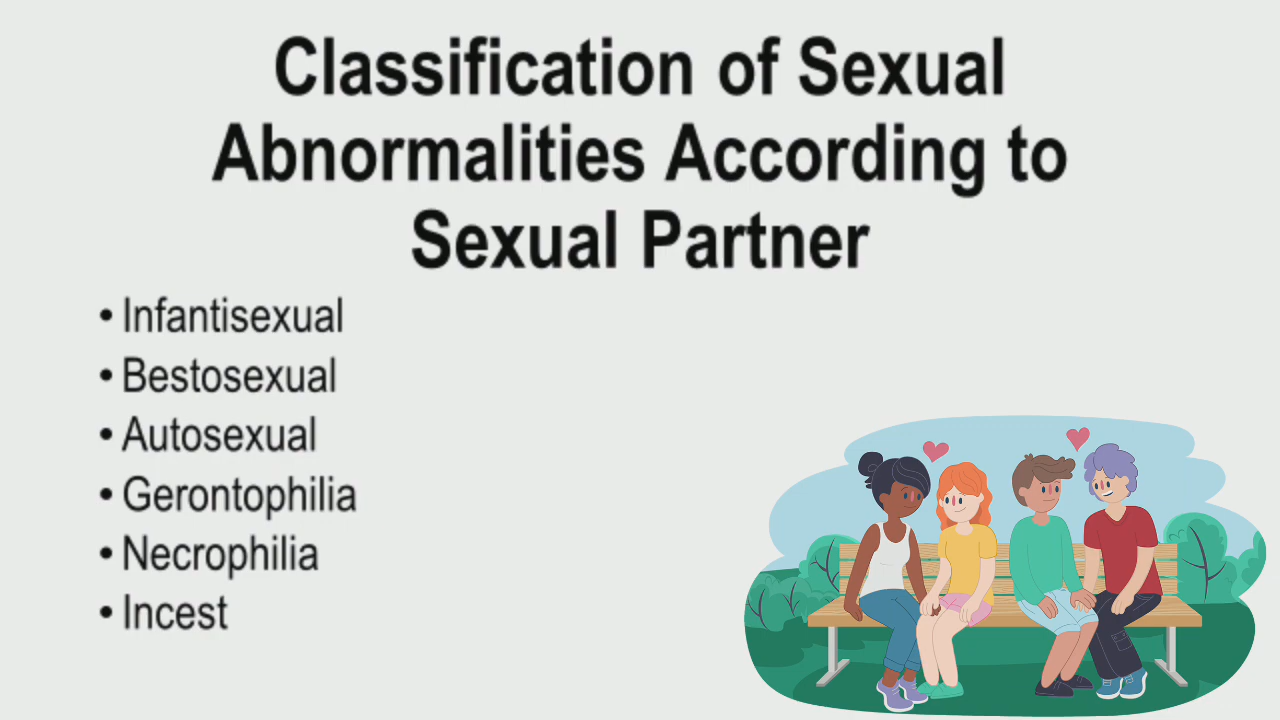 Classification of Sexual
Abnormalities According to
Sexual Partner
• Infantisexual
• Bestosexual
• Autosexual
• Gerontophilia
• Necrophilia
• Incest